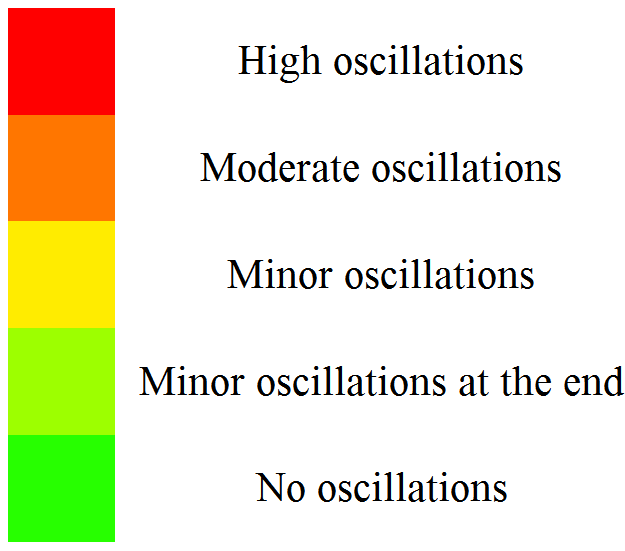 High oscillations
Moderate oscillations
Minor oscillations
Minor oscillations at the end
No oscillations